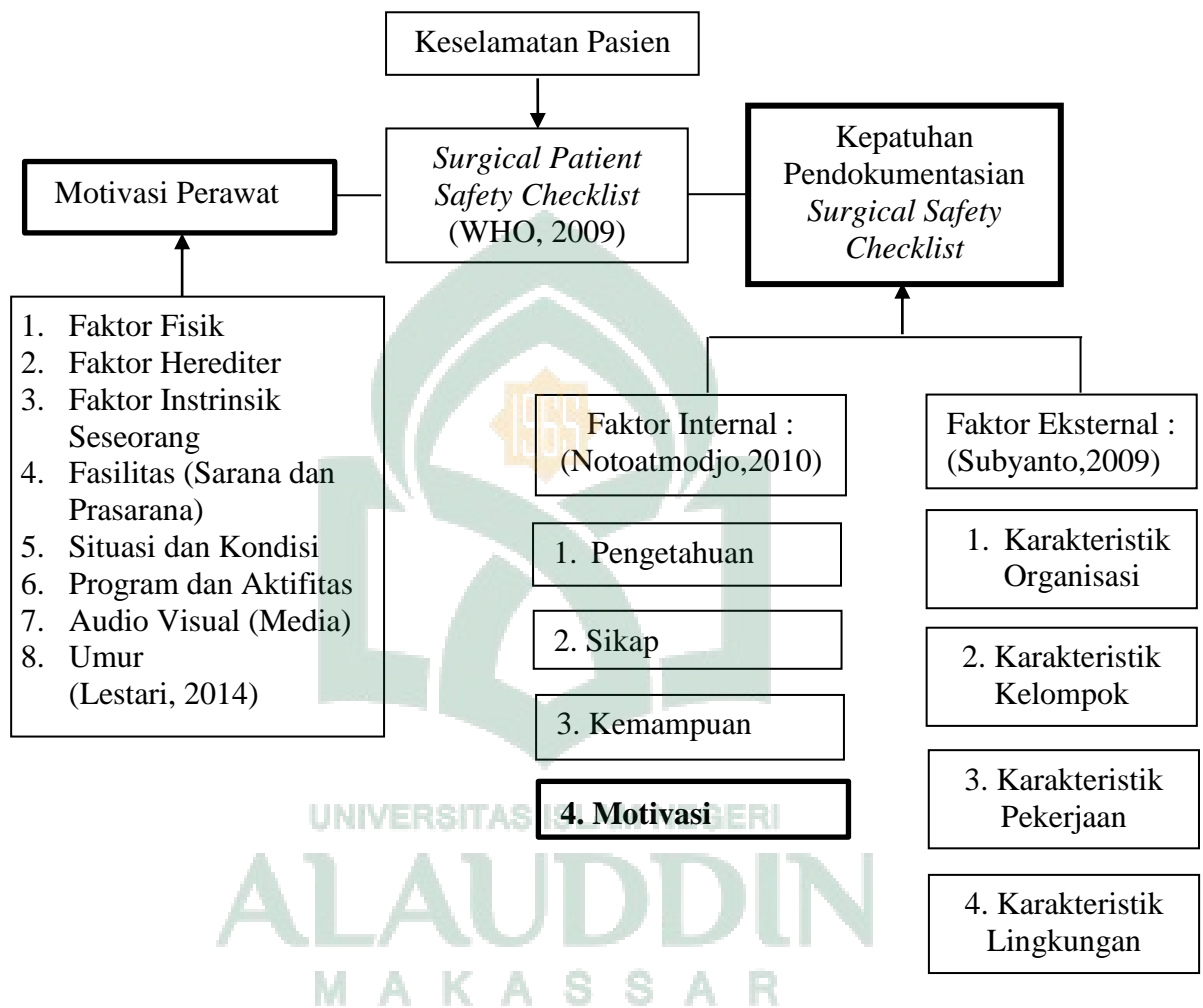 Keselamatan Pasien
Motivasi Perawat
Surgical Patient
Safety Checklist
(WHO, 2009)
Kepatuhan
Pendokumentasian
Surgical Safety
Checklist
1. Faktor Fisik
2. Faktor Herediter
3. Faktor Instrinsik
Seseorang
4. Fasilitas (Sarana dan
Prasarana)
5. Situasi dan Kondisi
6. Program dan Aktifitas
7. Audio Visual (Media)
8. Umur
(Lestari, 2014)
Faktor Internal :
(Notoatmodjo,2010)
1. Pengetahuan
2. Sikap
3. Kemampuan
4. Motivasi
Faktor Eksternal :
(Subyanto,2009)
1. Karakteristik
Organisasi
2. Karakteristik
Kelompok
3. Karakteristik
Pekerjaan
4. Karakteristik
Lingkungan
1965
UNIVERSITAS ISLAM NEGERI
ALAUDDIN
MAKASSAR